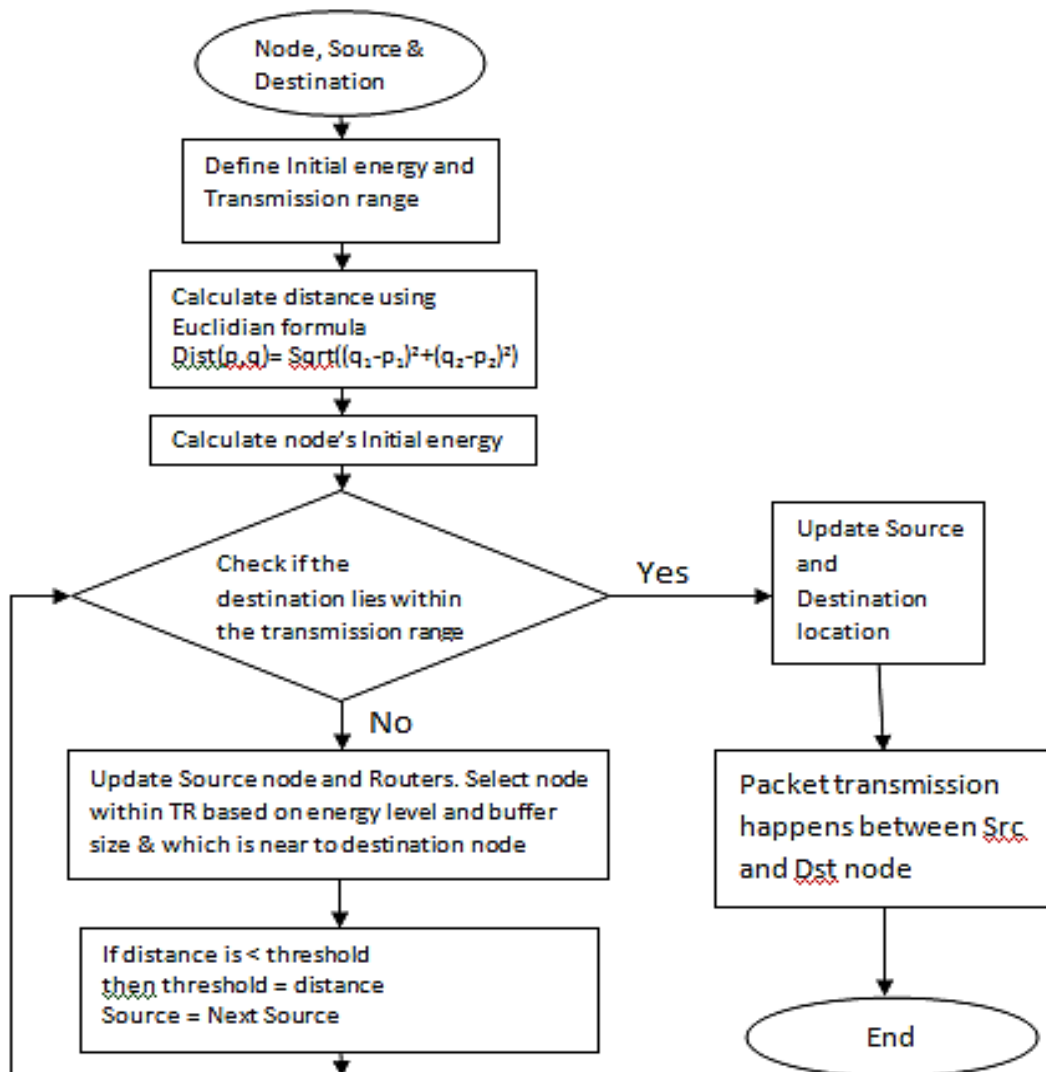 Node, Source &
Destination
Define Initial energy and
Transmission range
Calculate distance using
Euclidian formula
Dist(p,q)= Sqrt((q₁-p₁)²+(q₂-p₂)²)
Calculate node's Initial energy
Check if the
destination lies within
the transmission range
Yes
Update Source
and
Destination
location
No
Update Source node and Routers. Select node
within TR based on energy level and buffer
size & which is near to destination node
Packet transmission
happens between Src
and Dst node
If distance is < threshold
then threshold = distance
Source = Next Source
End